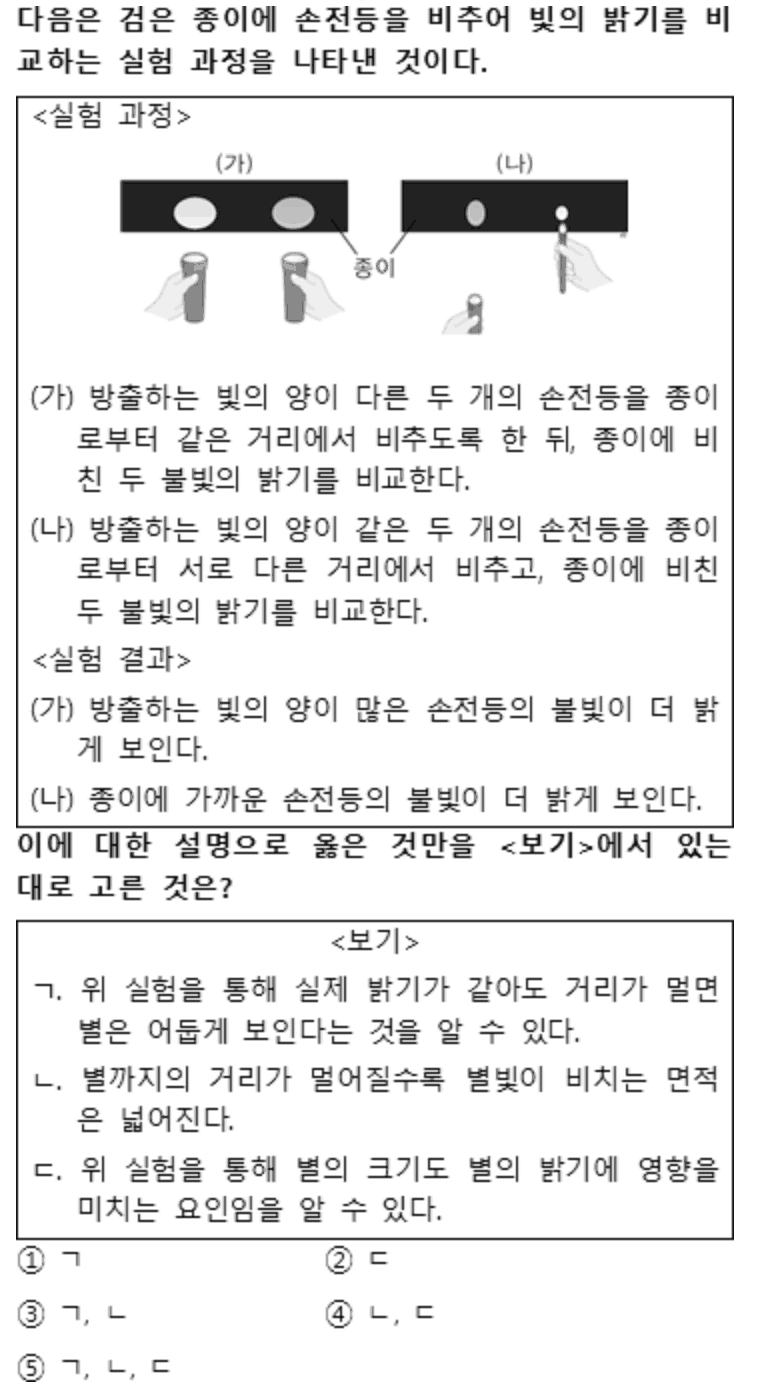 다음은 검은 종이에 손전등을 비추어 빛의 밝기를 비
교하는 실험 과정을 나타낸 것이다.
<실험 과정>
(가) (나)
종이
(가) 방출하는 빛의 양이 다른 두 개의 손전등을 종이
로부터 같은 거리에서 비추도록 한 뒤, 종이에 비
친 두 불빛의 밝기를 비교한다.
(나) 방출하는 빛의 양이 같은 두 개의 손전등을 종이
로부터 서로 다른 거리에서 비추고, 종이에 비친
두 불빛의 밝기를 비교한다.
<실험 결과>
(가) 방출하는 빛의 양이 많은 손전등의 불빛이 더 밝
게 보인다.
(나) 종이에 가까운 손전등의 불빛이 더 밝게 보인다.
이에 대한 설명으로 옳은 것만을 <보기>에서 있는
대로 고른 것은?
<보기>
ㄱ. 위 실험을 통해 실제 밝기가 같아도 거리가 멀면
별은 어둡게 보인다는 것을 알 수 있다.
ㄴ. 별까지의 거리가 멀어질수록 별빛이 비치는 면적
은 넓어진다.
ㄷ. 위 실험을 통해 별의 크기도 별의 밝기에 영향을
미치는 요인임을 알 수 있다.
① ㄱ ② ㄷ
③ ㄱ, ㄴ ④ ㄴ, ㄷ
⑤ ㄱ, ㄴ, ㄷ